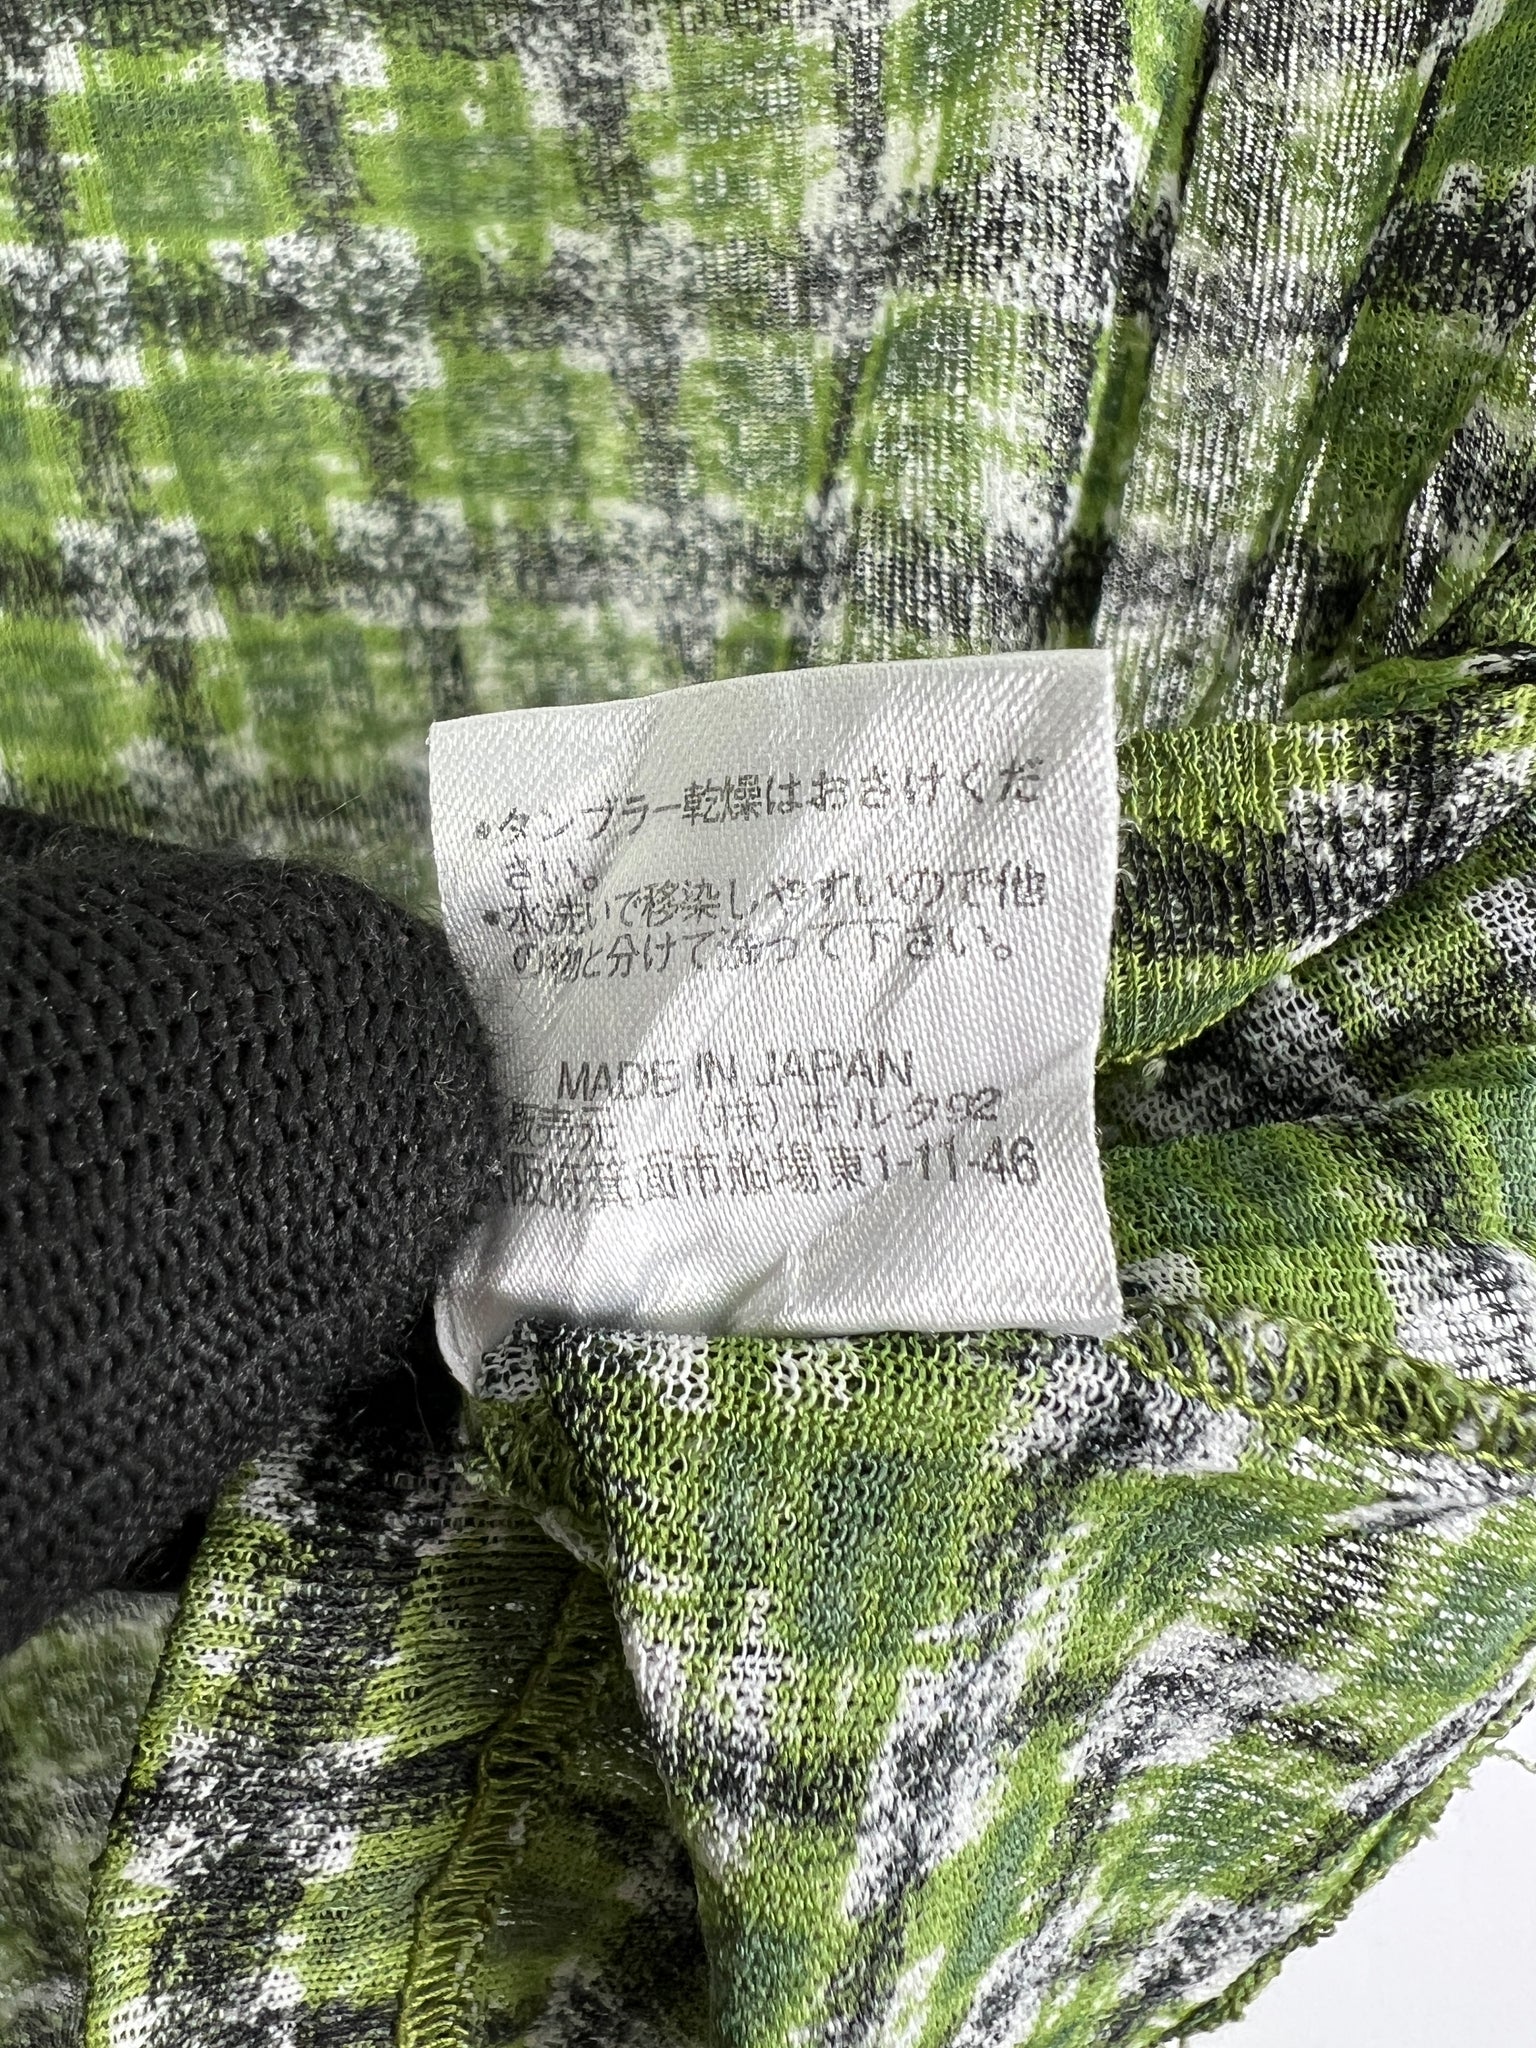 ・タンブラー乾燥はおさけくだ
さい。
・水洗いで移染しやすいので他
の物と分けて洗って下さい。
MADE IN JAPAN
販売元 (株)ホルタ92
阪府箕面市船場東1-11-46